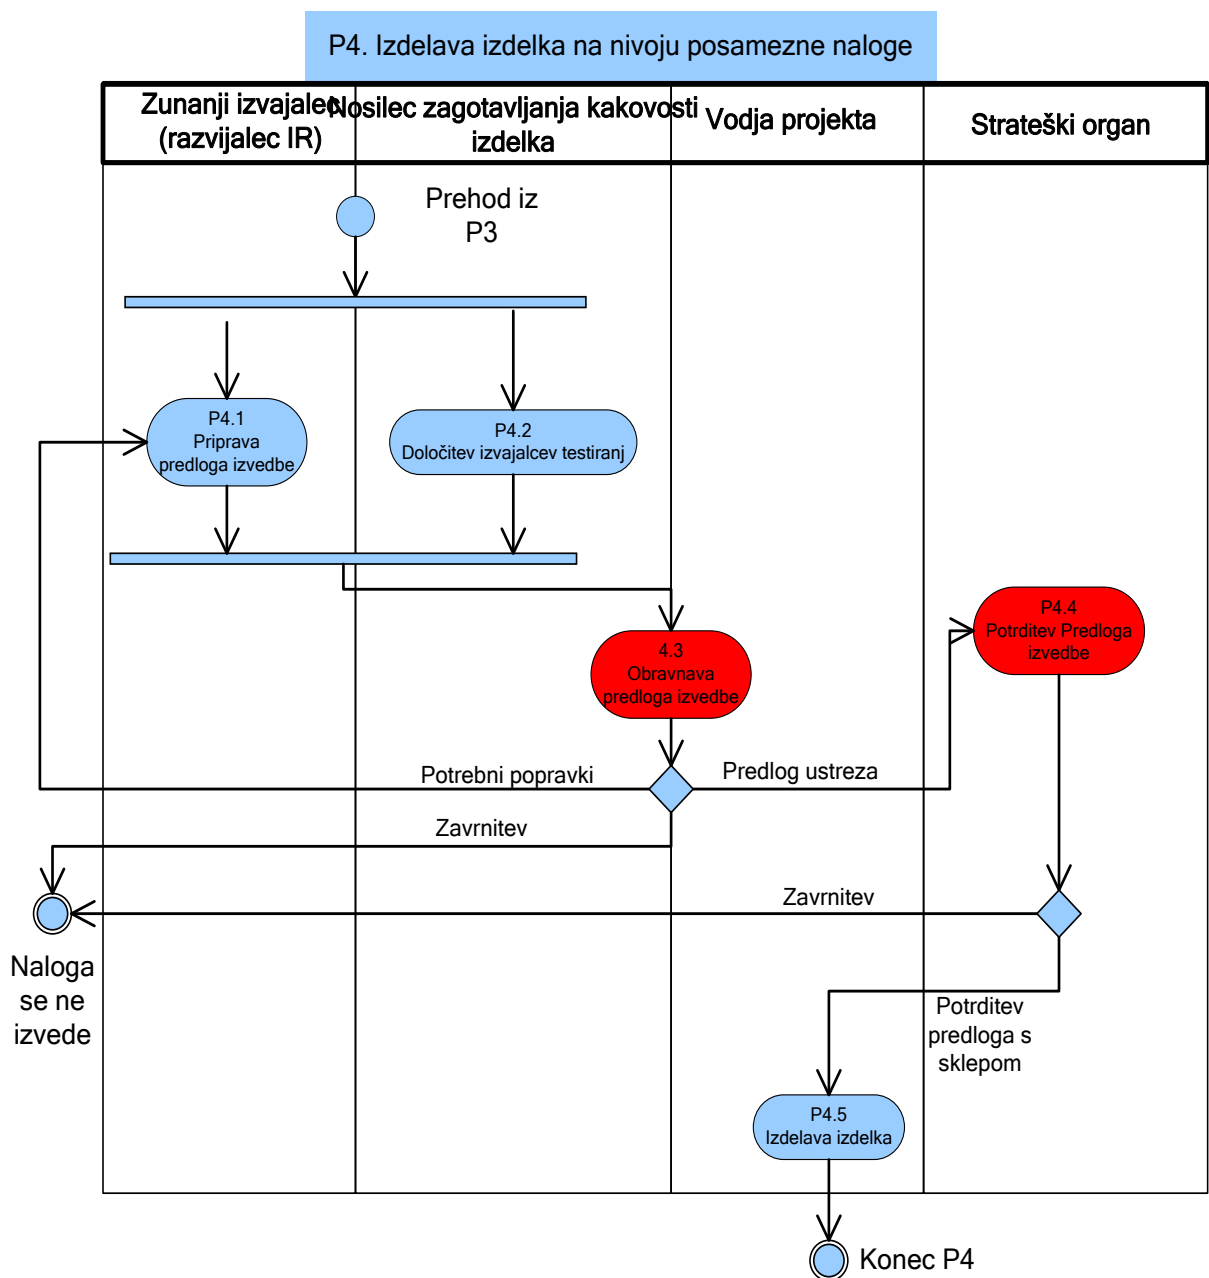 P4. Izdelava izdelka na nivoju posamezne naloge
Zunanji izvajalec
(razvijalec IR)
Nosilec zagotavljanja kakovosti
izdelka
Vodja projekta
Strateški organ
Prehod iz
P3
P4.1
Priprava
predloga izvedbe
P4.2
Določitev izvajalcev testiranj
P4.4
Potrditev Predloga
izvedbe
4.3
Obravnava
predloga izvedbe
Potrebni popravki
Predlog ustreza
Zavrnitev
Zavrnitev
Naloga
se ne
izvede
Potrditev
predloga s
sklepom
P4.5
Izdelava izdelka
Konec P4